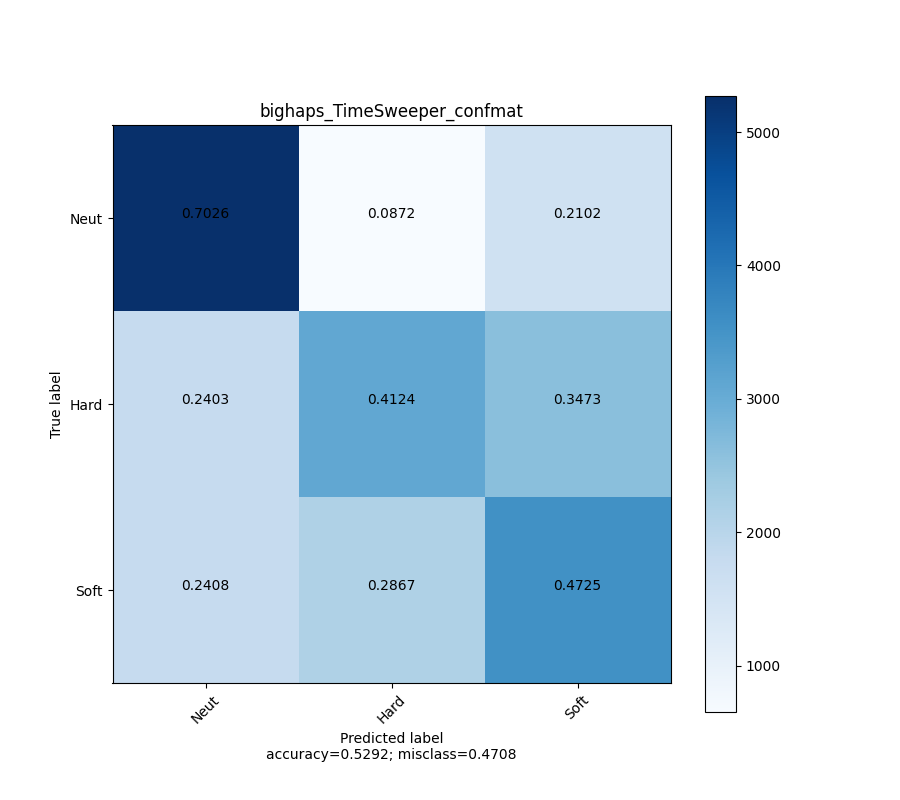 bighaps_TimeSweeper_confmat
Neut 0.7026 0.0872 0.2102
Hard 0.2403 0.4124 0.3473
Soft 0.2408 0.2867 0.4725
True label
Neut Hard Soft
Predicted label
accuracy=0.5292; misclass=0.4708
5000
4000
3000
2000
1000